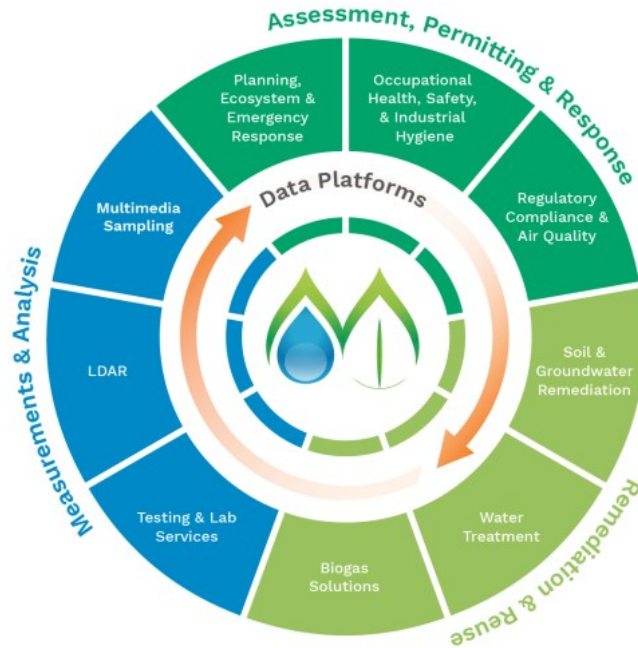 Assessment, Permitting & Response
Planning,
Ecosystem &
Emergency
Response
Occupational
Health, Safety,
& Industrial
Hygiene
Regulatory
Compliance &
Air Quality
Soil &
Groundwater
Remediation
Water
Treatment
Biogas
Solutions
Remediation & Reuse
Testing & Lab
Services
LDAR
Multimedia
Sampling
Measurements & Analysis
Data Platforms